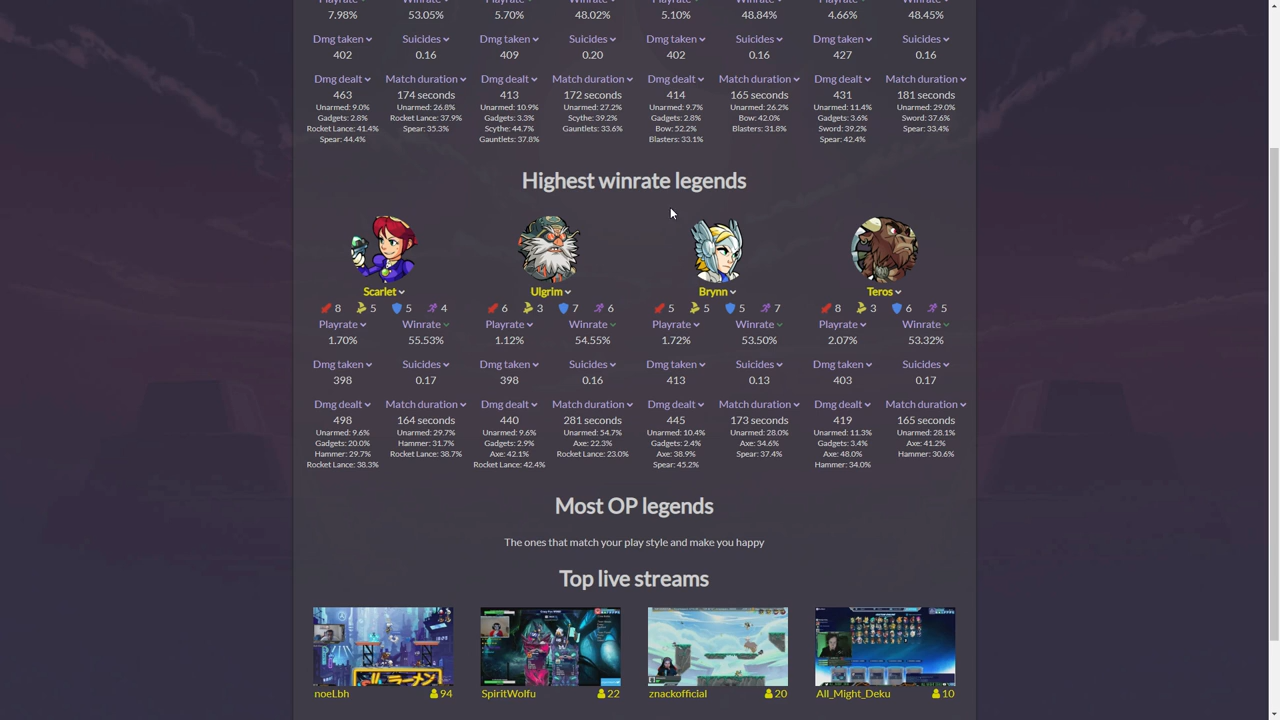 7.98% 53.05% 5.70% 48.02% 5.10% 48.84% 4.66% 48.45%
Dmg taken Suicides Dmg taken Suicides Dmg taken Suicides Dmg taken Suicides
402 0.16 409 0.20 402 0.16 427 0.16
Dmg dealt Match duration Dmg dealt Match duration Dmg dealt Match duration Dmg dealt Match duration
463 174 seconds 413 172 seconds 414 165 seconds 431 181 seconds
Unarmed: 9.0% Unarmed: 26.8% Unarmed: 10.9% Unarmed: 27.2% Unarmed: 9.7% Unarmed: 26.2% Unarmed: 11.4% Unarmed: 29.0%
Gadgets: 2.8% Rocket Lance: 37.9% Gadgets: 3.3% Scythe: 39.2% Gadgets: 2.8% Bow: 42.0% Gadgets: 3.6% Sword: 37.6%
Rocket Lance: 41.4% Spear: 35.3% Scythe: 44.7% Gauntlets: 33.6% Bow: 52.2% Blasters: 31.8% Sword: 39.2% Spear: 33.4%
Spear: 44.4% Gauntlets: 37.8% Blasters: 33.1% Spear: 42.4%
Highest winrate legends
Scarlet Ulgrim Brynn Teros
8 5 5 4 6 3 7 6 5 5 5 7 8 3 6 5
Playrate Winrate Playrate Winrate Playrate Winrate Playrate Winrate
1.70% 55.53% 1.12% 54.55% 1.72% 53.50% 2.07% 53.32%
Dmg taken Suicides Dmg taken Suicides Dmg taken Suicides Dmg taken Suicides
398 0.17 398 0.16 413 0.13 403 0.17
Dmg dealt Match duration Dmg dealt Match duration Dmg dealt Match duration Dmg dealt Match duration
498 164 seconds 440 281 seconds 445 173 seconds 419 165 seconds
Unarmed: 9.6% Unarmed: 29.7% Unarmed: 9.6% Unarmed: 54.7% Unarmed: 10.4% Unarmed: 28.0% Unarmed: 11.3% Unarmed: 28.1%
Gadgets: 20.0% Hammer: 31.7% Gadgets: 2.9% Axe: 22.3% Gadgets: 2.4% Axe: 34.6% Gadgets: 3.4% Axe: 41.2%
Hammer: 29.7% Rocket Lance: 38.7% Axe: 42.1% Rocket Lance: 23.0% Axe: 38.9% Spear: 37.4% Axe: 48.0% Hammer: 30.6%
Rocket Lance: 38.3% Rocket Lance: 42.4% Spear: 45.2% Hammer: 34.0%
Most OP legends
The ones that match your play style and make you happy
Top live streams
ラーメン
noeLbh 94 SpiritWolfu 22 znackofficial 20 All_Might_Deku 10